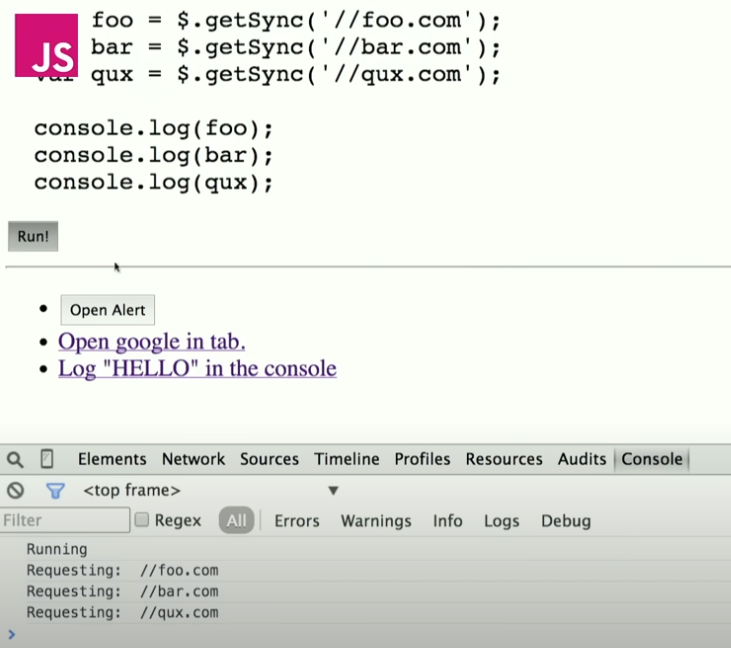 foo = $.getSync('//foo.com');
JS
bar = $.getSync('//bar.com');
var qux = $.getSync('//qux.com');
console.log(foo);
console.log(bar);
console.log(qux);
Run!
Open Alert
Open google in tab.
Log "HELLO" in the console
Elements Network Sources Timeline Profiles Resources Audits Console
<top frame>
Filter Regex All Errors Warnings Info Logs Debug
Running
Requesting: //foo.com
Requesting: //bar.com
Requesting: //qux.com
>